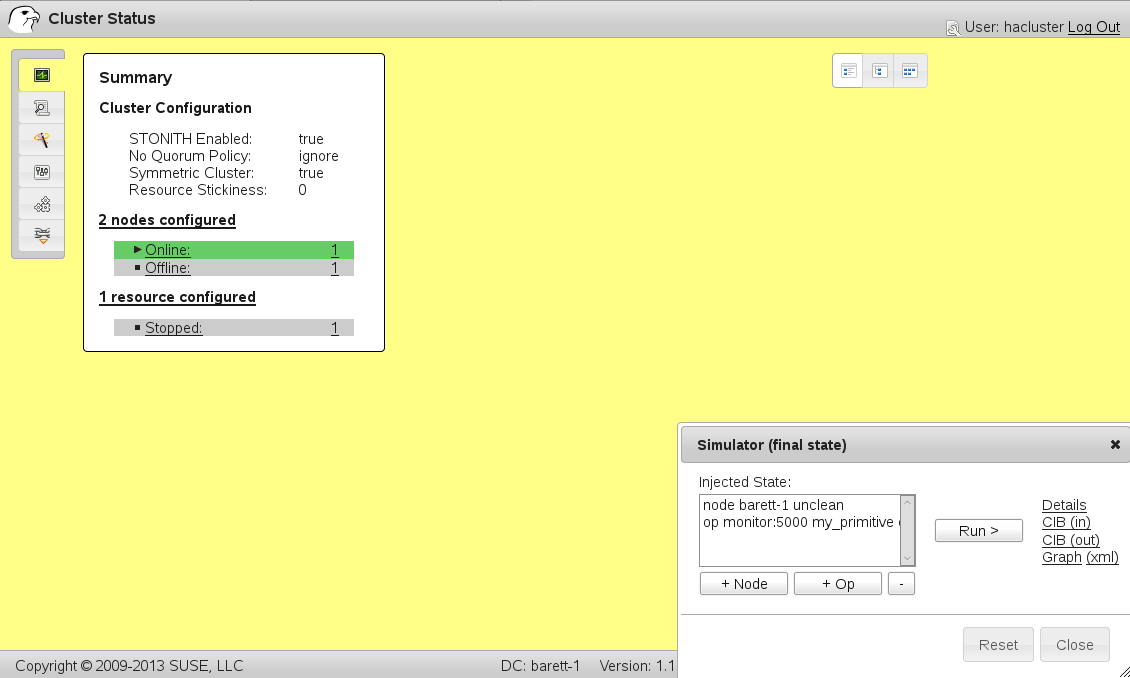 Cluster Status
User: hacluster Log Out
Summary
Cluster Configuration
STONITH Enabled: true
No Quorum Policy: ignore
Symmetric Cluster: true
Resource Stickiness: 0
2 nodes configured
Online: 1
Offline: 1
1 resource configured
Stopped: 1
Simulator (final state)
Injected State:
node barett-1 unclean
op monitor:5000 my_primitive
Run >
Details
CIB (in)
CIB (out)
Graph (xml)
+ Node + Op -
Reset Close
Copyright © 2009-2013 SUSE, LLC DC: barett-1 Version: 1.1